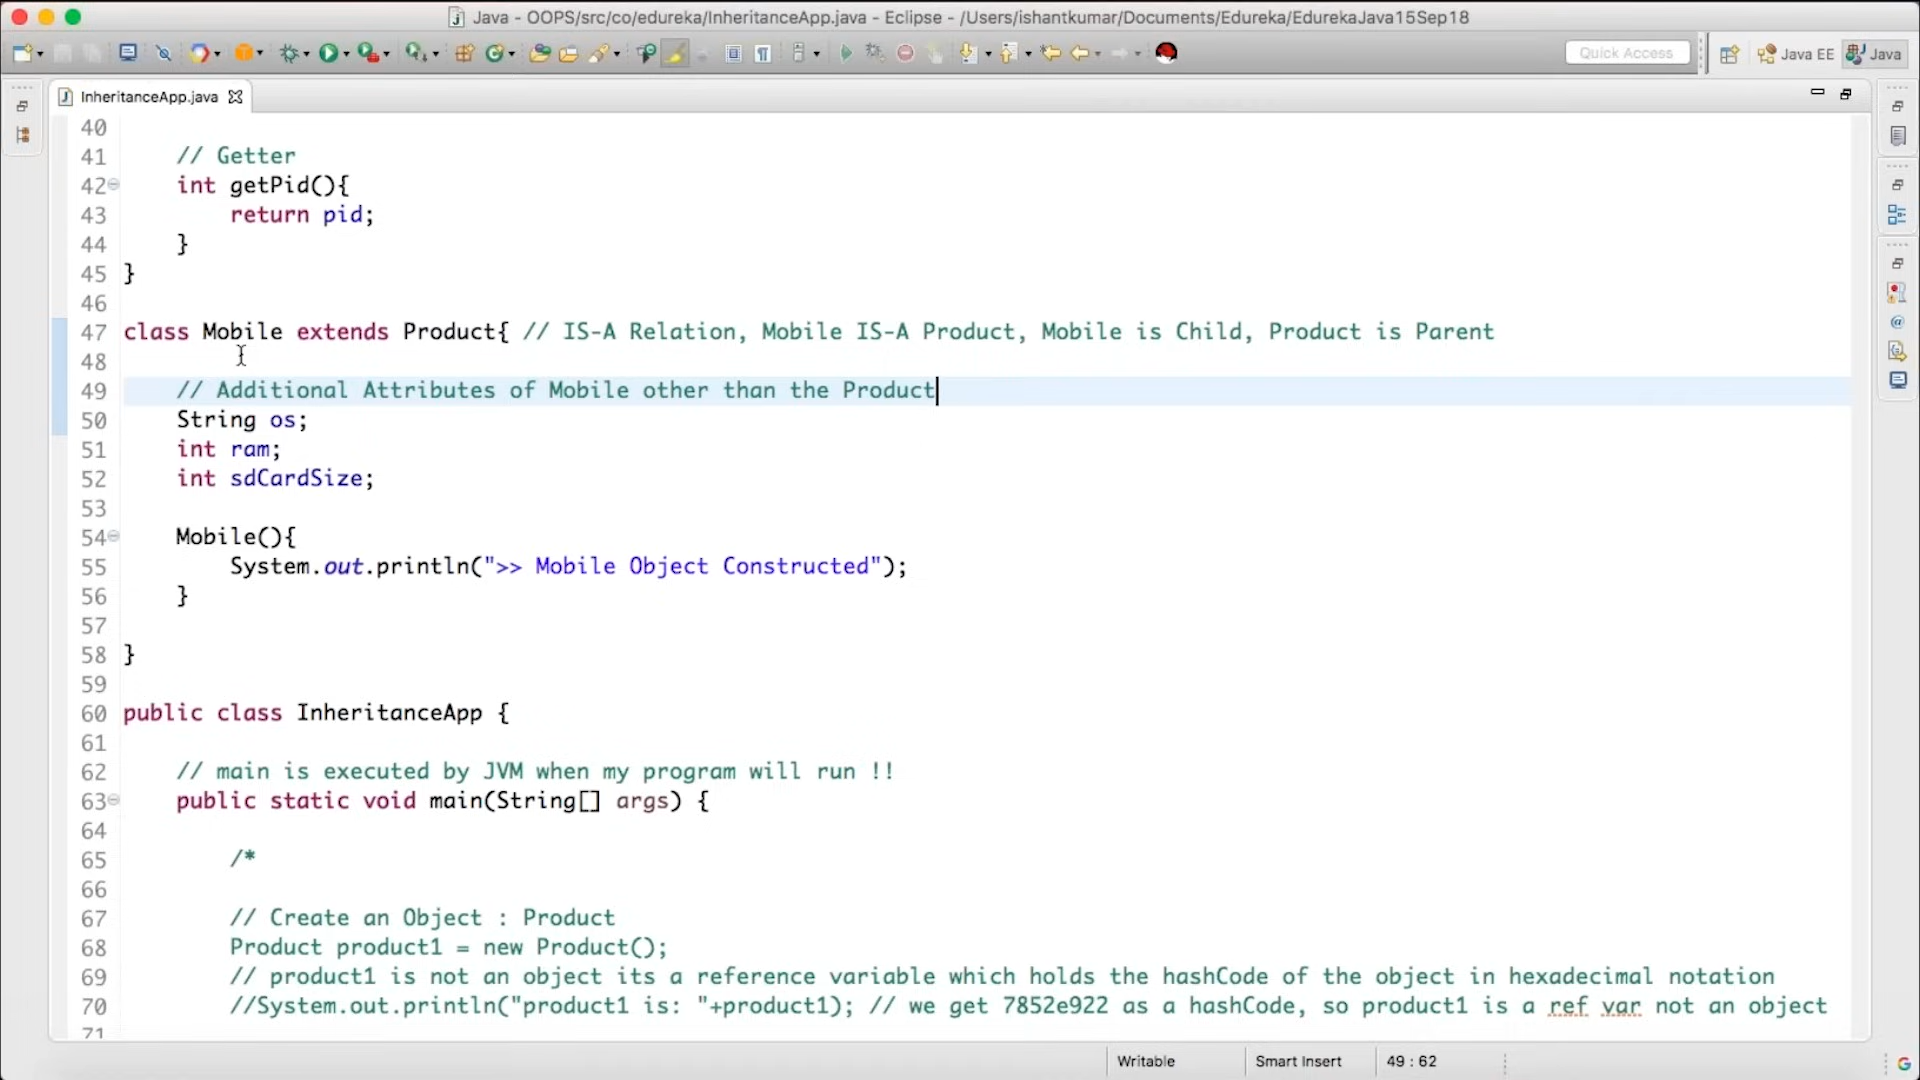 Java - OOPS/src/co/edureka/InheritanceApp.java - Eclipse - /Users/ishantkumar/Documents/Edureka/EdurekaJava15Sep18
Quick Access
Java EE
Java
InheritanceApp.java
40
41 // Getter
42 int getPid(){
43 return pid;
44 }
45 }
46
47 class Mobile extends Product{ // IS-A Relation, Mobile IS-A Product, Mobile is Child, Product is Parent
48
49 // Additional Attributes of Mobile other than the Product
50 String os;
51 int ram;
52 int sdCardSize;
53
54 Mobile(){
55 System.out.println(">> Mobile Object Constructed");
56 }
57
58 }
59
60 public class InheritanceApp {
61
62 // main is executed by JVM when my program will run !!
63 public static void main(String[] args) {
64
65 /*
66
67 // Create an Object : Product
68 Product product1 = new Product();
69 // product1 is not an object its a reference variable which holds the hashCode of the object in hexadecimal notation
70 //System.out.println("product1 is: "+product1); // we get 7852e922 as a hashCode, so product1 is a ref var not an object
71
Writable
Smart Insert
49 : 62